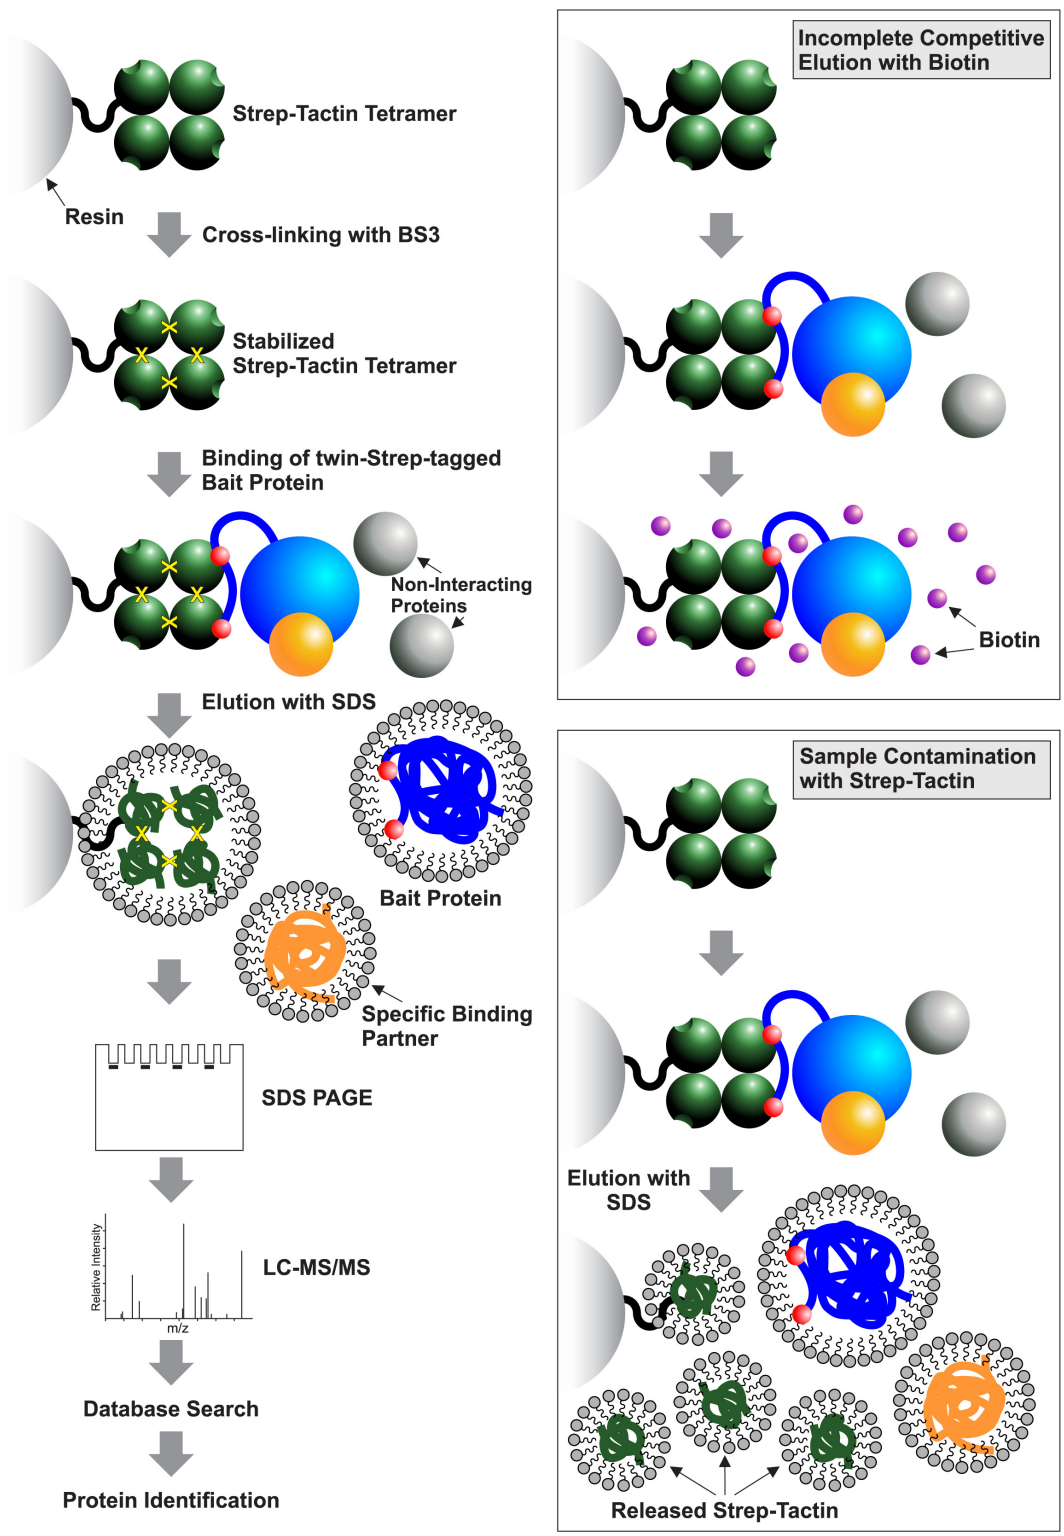 Strep-Tactin Tetramer
Resin
Cross-linking with BS3
X
X
X
X
Stabilized
Strep-Tactin Tetramer
Binding of twin-Strep-tagged
Bait Protein
X
X
X
X
Non-Interacting
Proteins
Elution with SDS
X
X
X
X
Bait Protein
Specific Binding
Partner
SDS PAGE
Relative Intensity
m/z
LC-MS/MS
Database Search
Protein Identification
Incomplete Competitive
Elution with Biotin
Biotin
Sample Contamination
with Strep-Tactin
Elution with
SDS
Released Strep-Tactin